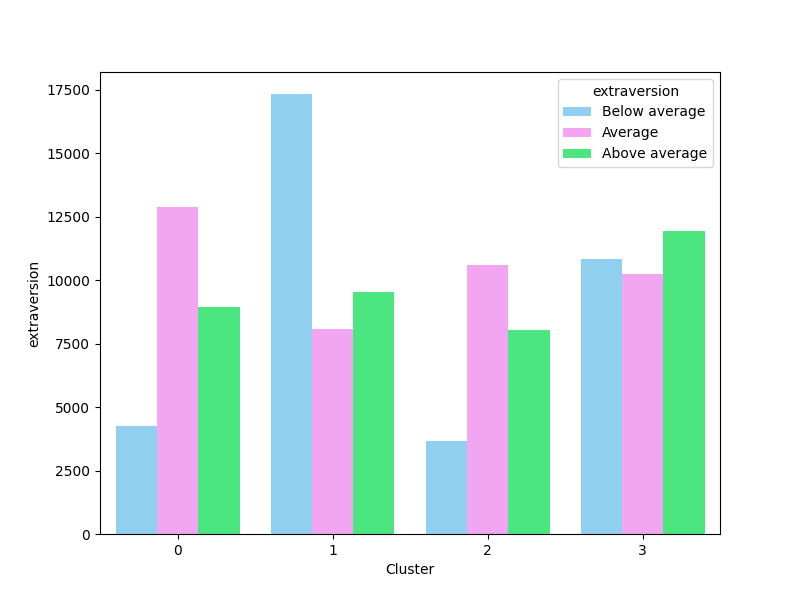 extraversion
Below average
Average
Above average
17500
15000
12500
10000
7500
5000
2500
0
extraversion
0 1 2 3
Cluster